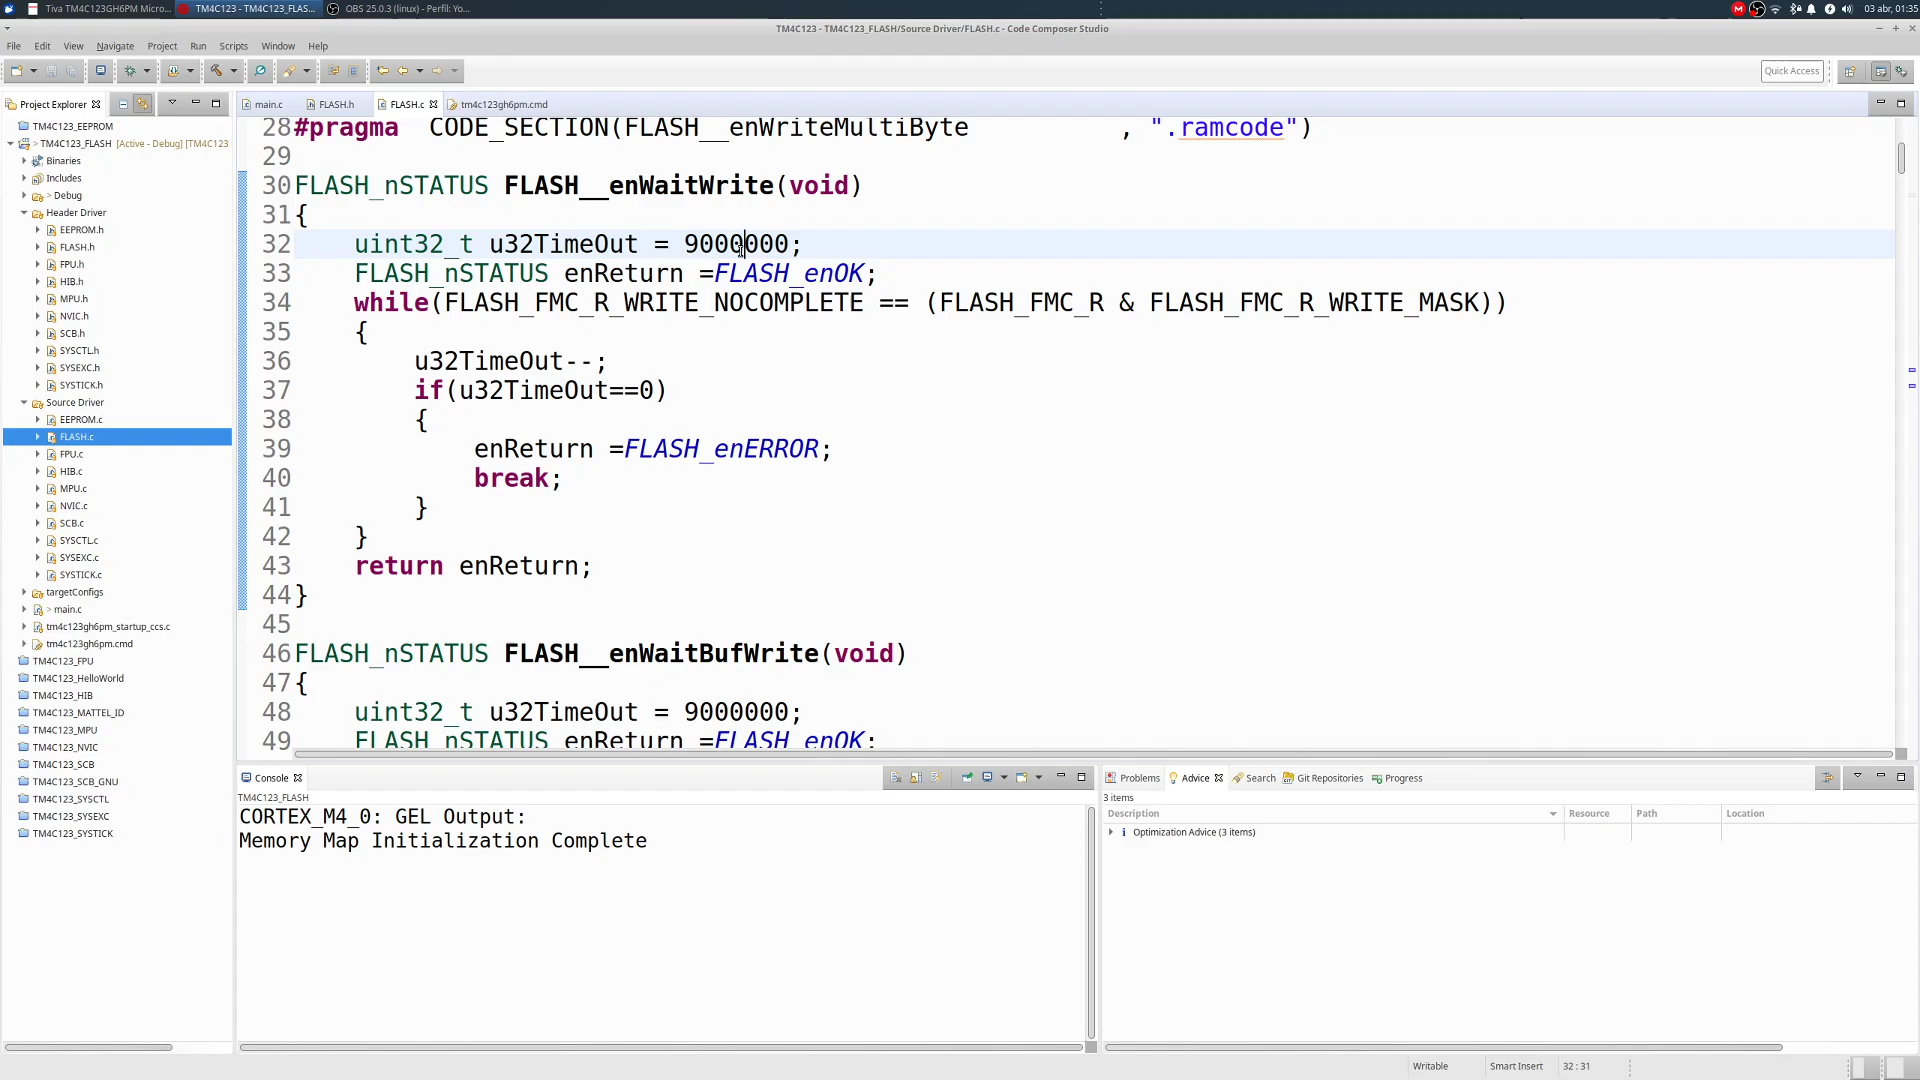 Tiva TM4C123GH6PM Micro...
TM4C123 - TM4C123_FLAS...
OBS 25.0.3 (linux) - Perfil: Yo...
03 abr, 01:35
TM4C123 - TM4C123_FLASH/Source Driver/FLASH.c - Code Composer Studio
File Edit View Navigate Project Run Scripts Window Help
Quick Access
Project Explorer
TM4C123_EEPROM
> TM4C123_FLASH [Active - Debug] [TM4C123
Binaries
Includes
> Debug
Header Driver
EEPROM.h
FLASH.h
FPU.h
HIB.h
MPU.h
NVIC.h
SCB.h
SYSCTL.h
SYSEXC.h
SYSTICK.h
Source Driver
EEPROM.c
FLASH.c
FPU.c
HIB.c
MPU.c
NVIC.c
SCB.c
SYSCTL.c
SYSEXC.c
SYSTICK.c
targetConfigs
> main.c
tm4c123gh6pm_startup_ccs.c
tm4c123gh6pm.cmd
TM4C123_FPU
TM4C123_HelloWorld
TM4C123_HIB
TM4C123_MATTEL_ID
TM4C123_MPU
TM4C123_NVIC
TM4C123_SCB
TM4C123_SCB_GNU
TM4C123_SYSCTL
TM4C123_SYSEXC
TM4C123_SYSTICK
main.c FLASH.h FLASH.c tm4c123gh6pm.cmd
28 #pragma CODE_SECTION(FLASH__enWriteMultiByte , ".ramcode")
29
30 FLASH_nSTATUS FLASH__enWaitWrite(void)
31 {
32 uint32_t u32TimeOut = 9000000;
33 FLASH_nSTATUS enReturn =FLASH_enOK;
34 while(FLASH_FMC_R_WRITE_NOCOMPLETE == (FLASH_FMC_R & FLASH_FMC_R_WRITE_MASK))
35 {
36 u32TimeOut--;
37 if(u32TimeOut==0)
38 {
39 enReturn =FLASH_enERROR;
40 break;
41 }
42 }
43 return enReturn;
44 }
45
46 FLASH_nSTATUS FLASH__enWaitBufWrite(void)
47 {
48 uint32_t u32TimeOut = 9000000;
49 FLASH_nSTATUS enReturn =FLASH_enOK;
Console
TM4C123_FLASH
CORTEX_M4_0: GEL Output:
Memory Map Initialization Complete
Problems Advice Search Git Repositories Progress
3 items
Description Resource Path Location
Optimization Advice (3 items)
Writable Smart Insert 32 : 31